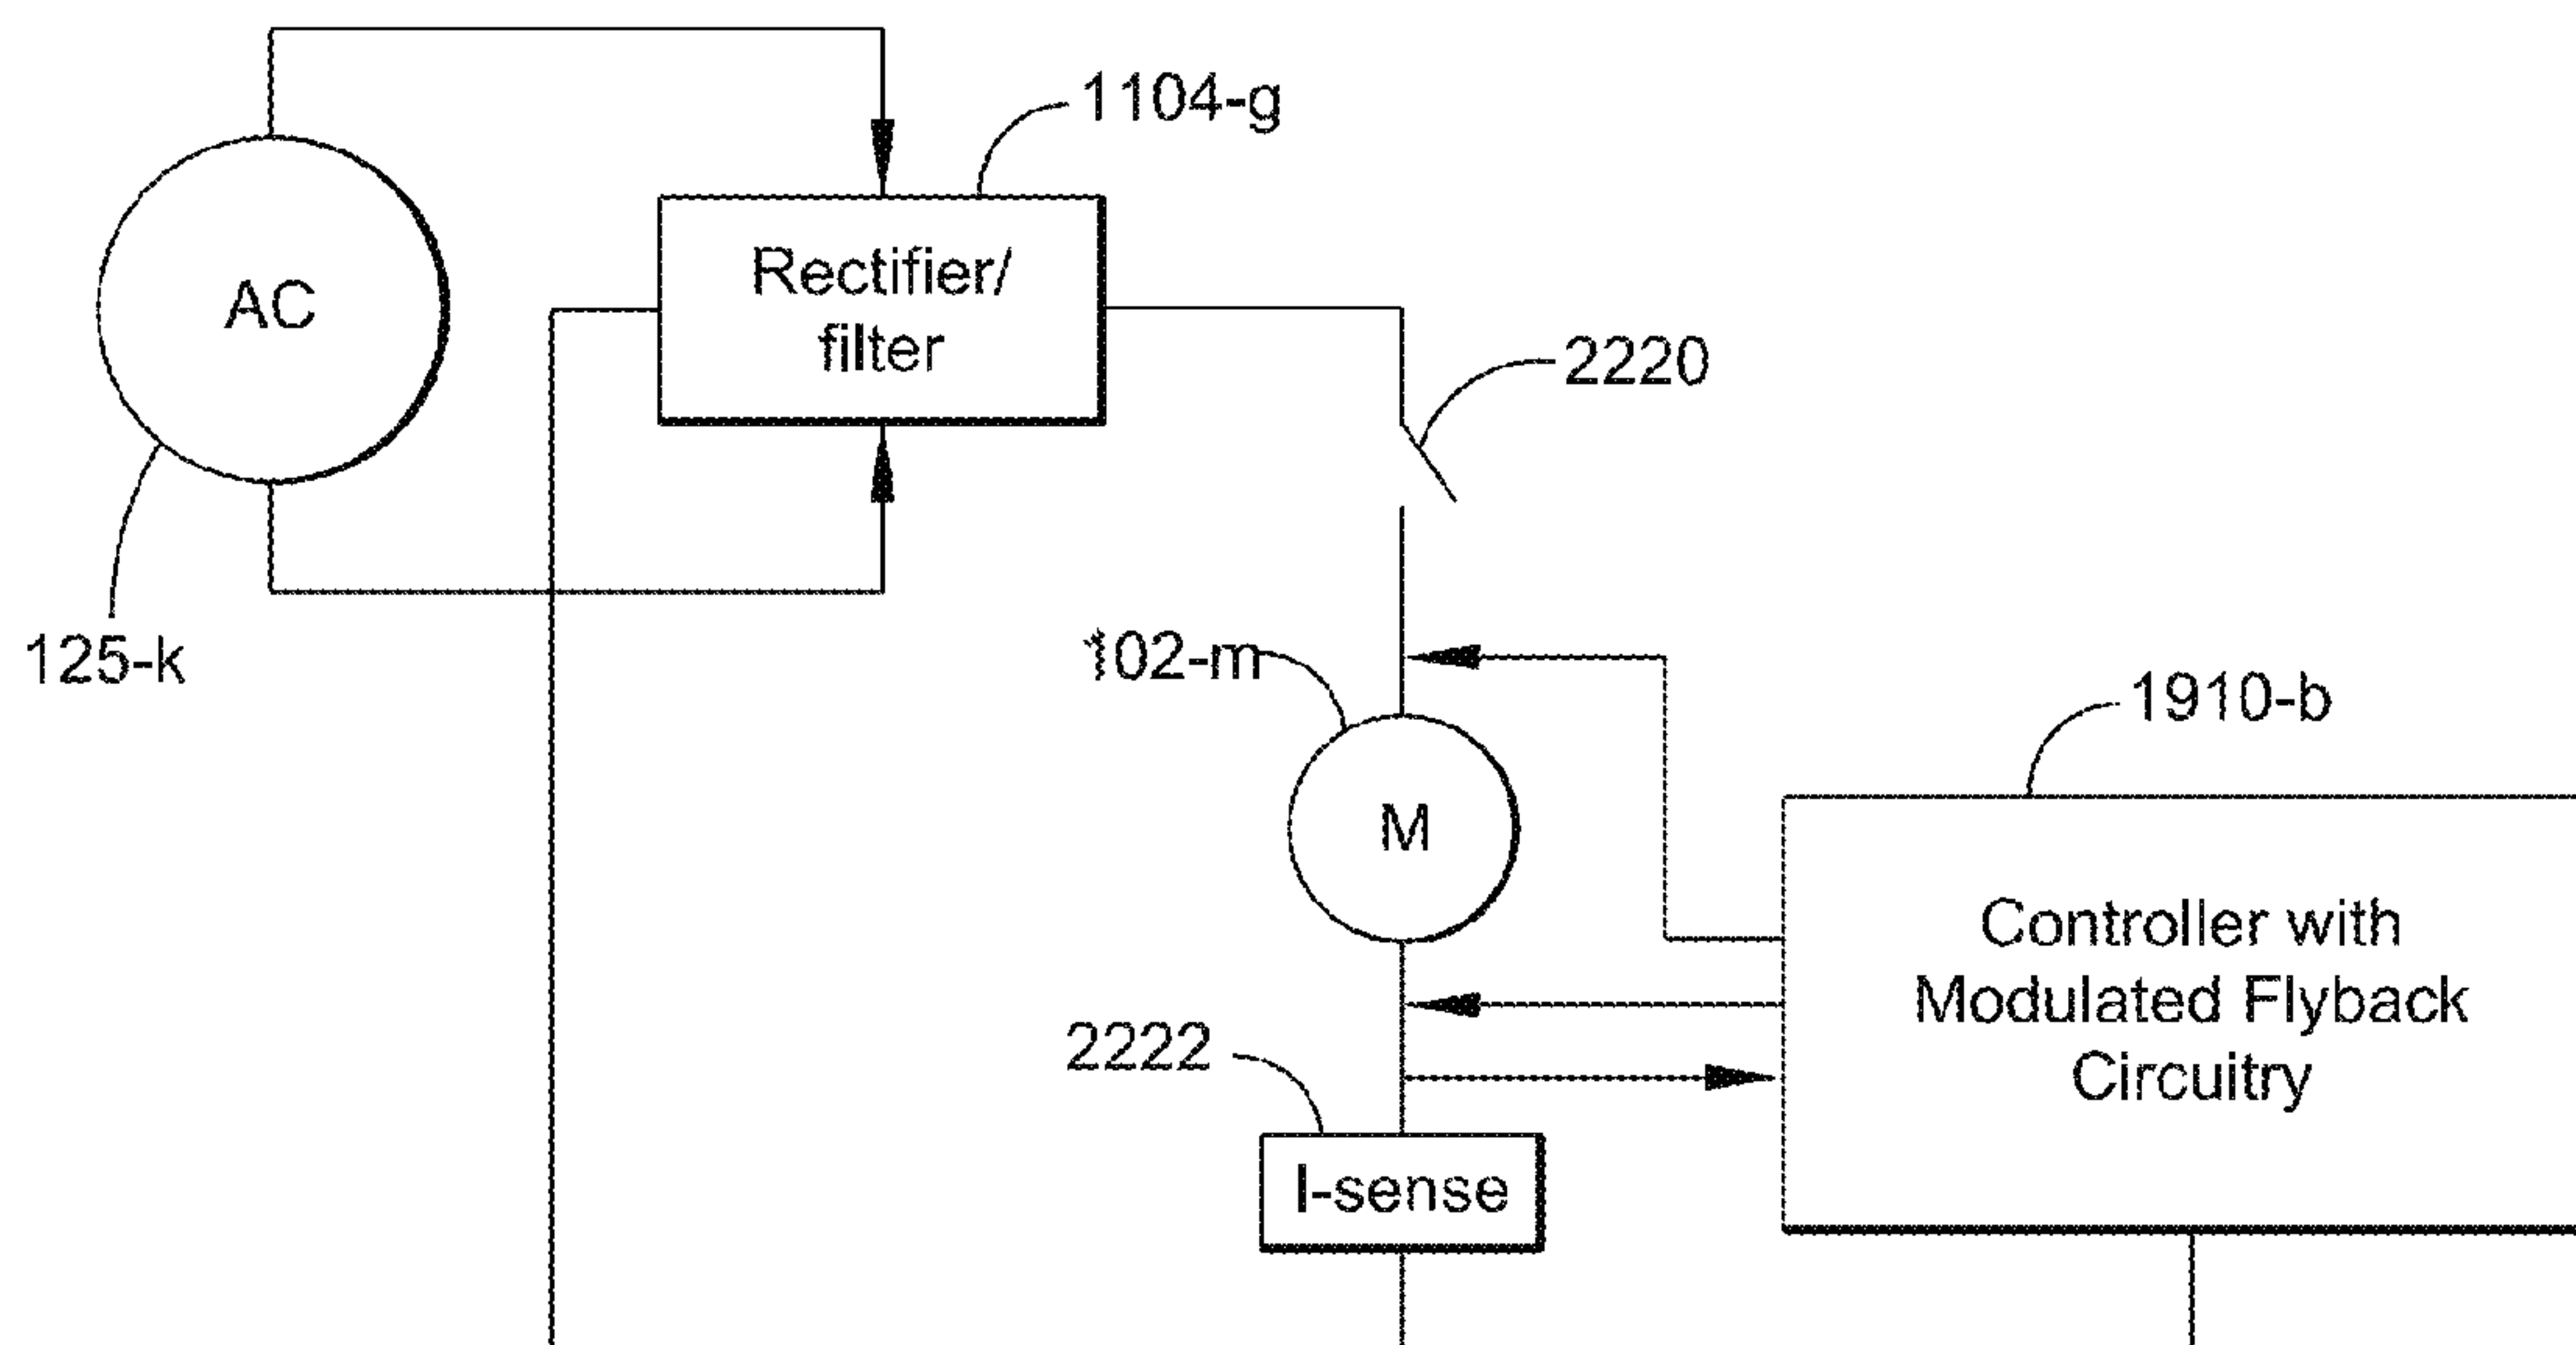 1104-g
AC
Rectifier/
filter
2220
125-k
102-m
1910-b
M
Controller with
Modulated Flyback
Circuitry
2222
I-sense